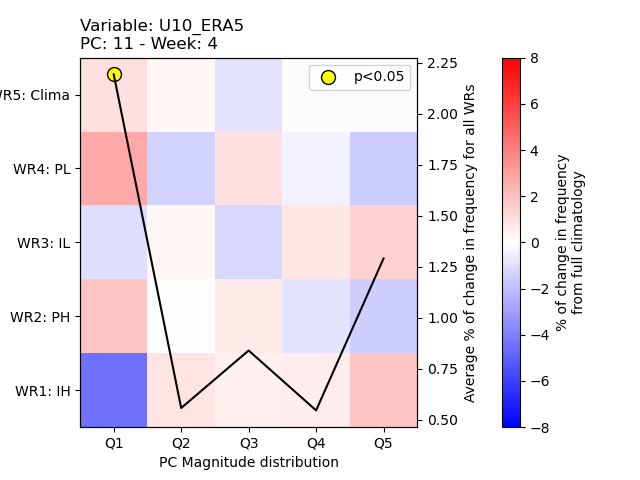 Variable: U10_ERA5
PC: 11 - Week: 4
p<0.05
WR5: Clima
WR4: PL
WR3: IL
WR2: PH
WR1: IH
Q1 Q2 Q3 Q4 Q5
PC Magnitude distribution
2.25
2.00
1.75
1.50
1.25
1.00
0.75
0.50
Average % of change in frequency for all WRs
8
6
4
2
0
−2
−4
−6
−8
% of change in frequency
from full climatology